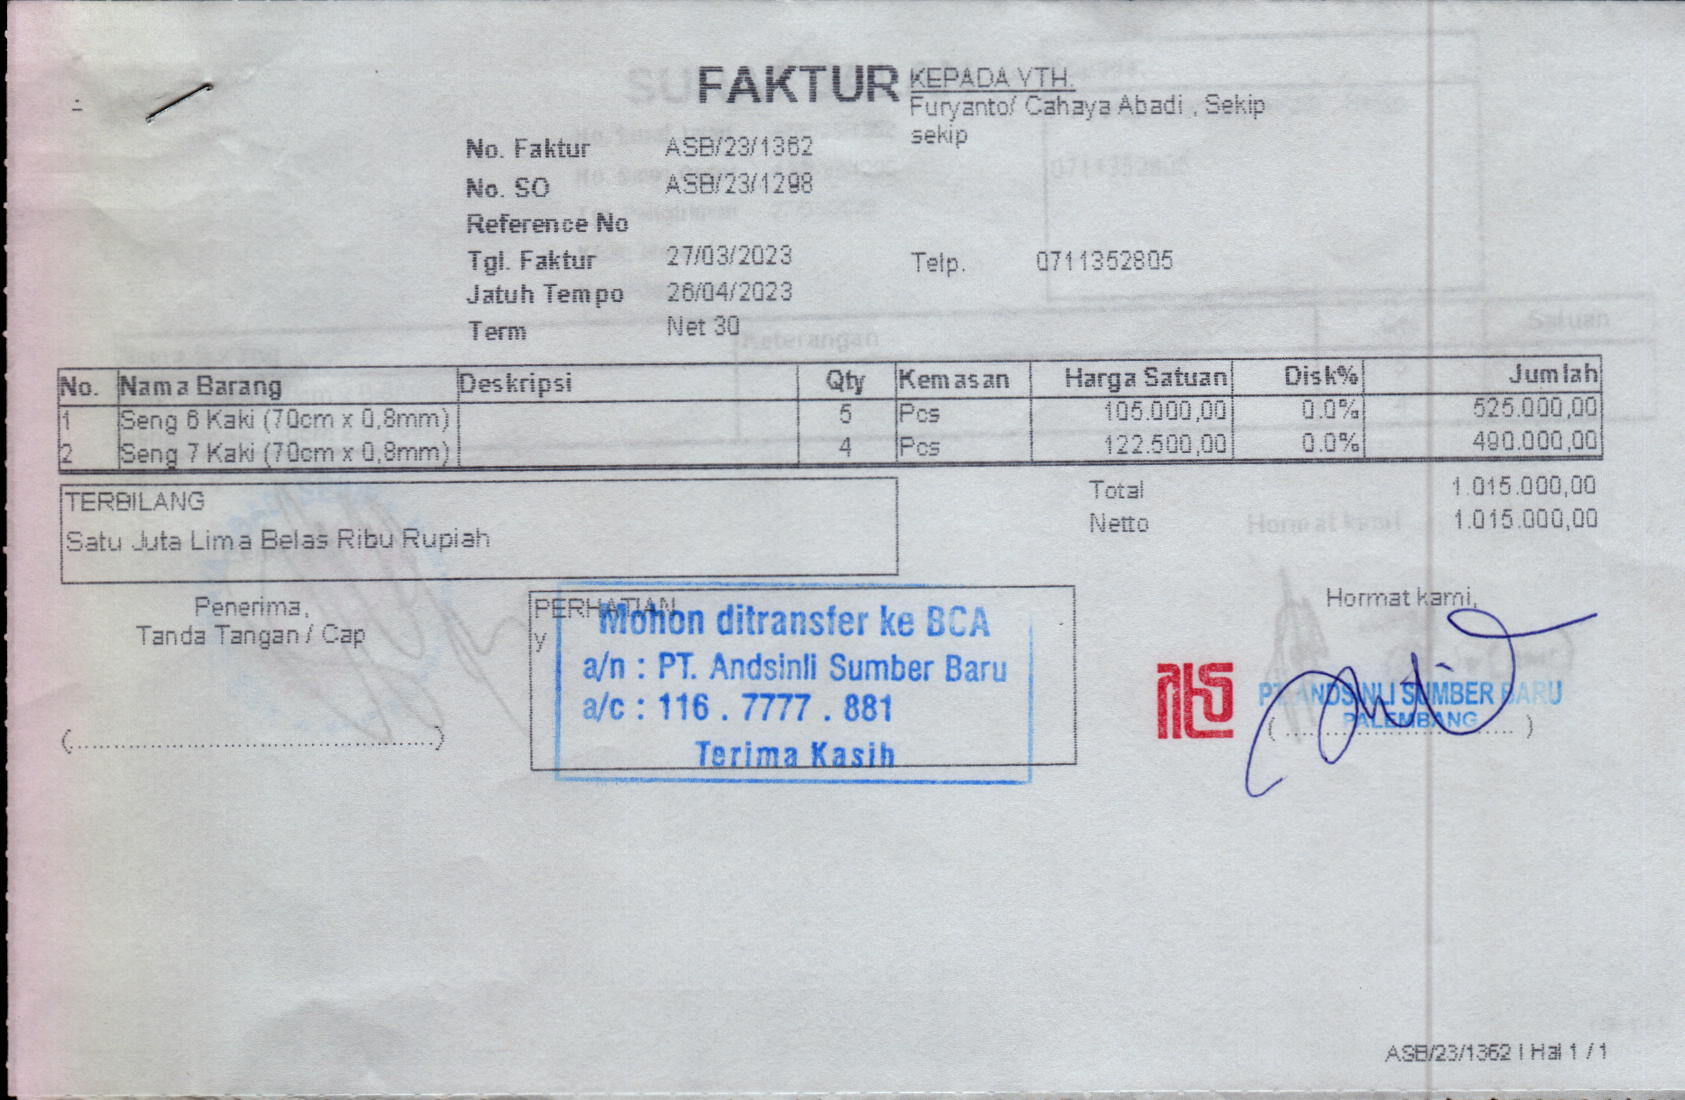 FAKTUR
KEPADA YTH.
Furyanto/ Cahaya Abadi , Sekip
sekip
No. Faktur ASB/23/1362
No. SO ASB/23/1298
Reference No
Tgl. Faktur 27/03/2023
Telp. 0711352805
Jatuh Tempo 26/04/2023
Term Net 30
No. Nama Barang Deskripsi Qty Kemasan Harga Satuan Disk% Jumlah
1 Seng 6 Kaki (70cm x 0,8mm) 5 Pcs 105.000,00 0.0% 525.000,00
2 Seng 7 Kaki (70cm x 0,8mm) 4 Pcs 122.500,00 0.0% 490.000,00
TERBILANG
Satu Juta Lima Belas Ribu Rupiah
Total 1.015.000,00
Netto 1.015.000,00
Penerima,
Tanda Tangan / Cap
(............................................)
PERHATIAN
y
Mohon ditransfer ke BCA
a/n : PT. Andsinli Sumber Baru
a/c : 116 . 7777 . 881
Terima Kasih
Hormat kami,
PT. ANDSINLI SUMBER BARU
PALEMBANG
(................................)
ASB/23/1362 | Hal 1 / 1